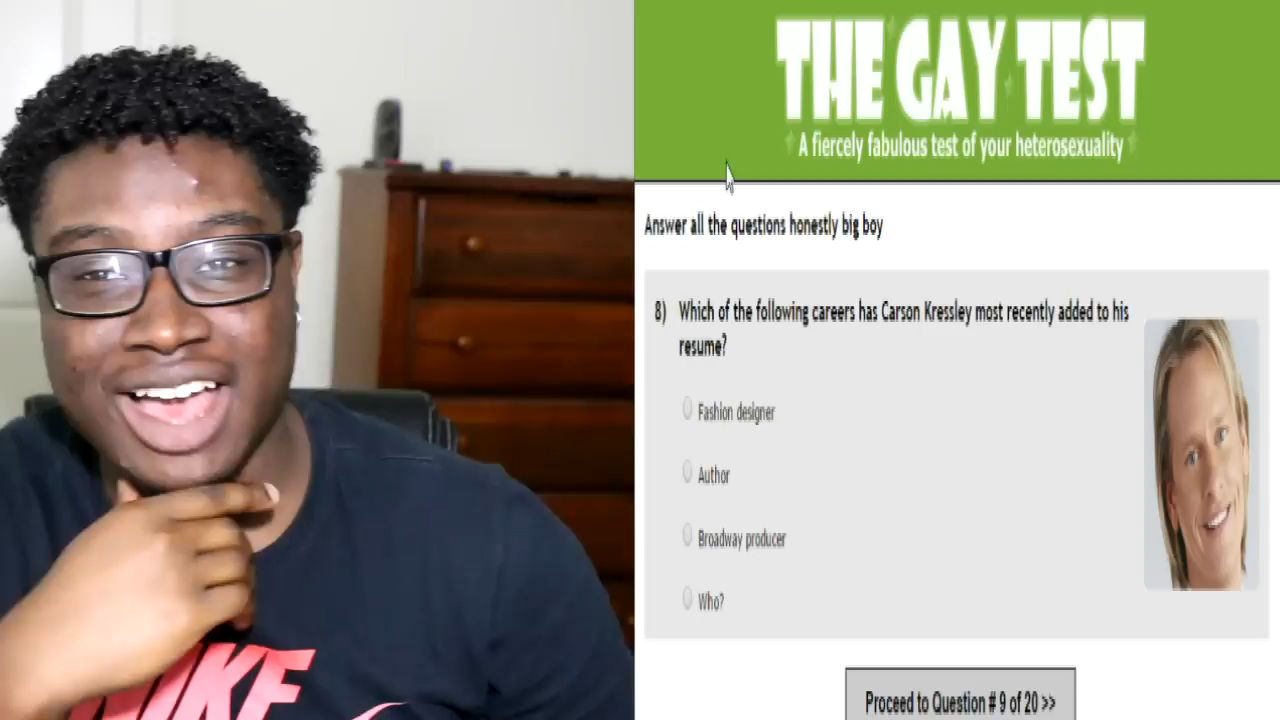 THE GAY TEST
A fiercely fabulous test of your heterosexuality
Answer all the questions honestly big boy
8) Which of the following careers has Carson Kressley most recently added to his
resume?
Fashion designer
Author
Broadway producer
Who?
Proceed to Question # 9 of 20 >>
NIKE